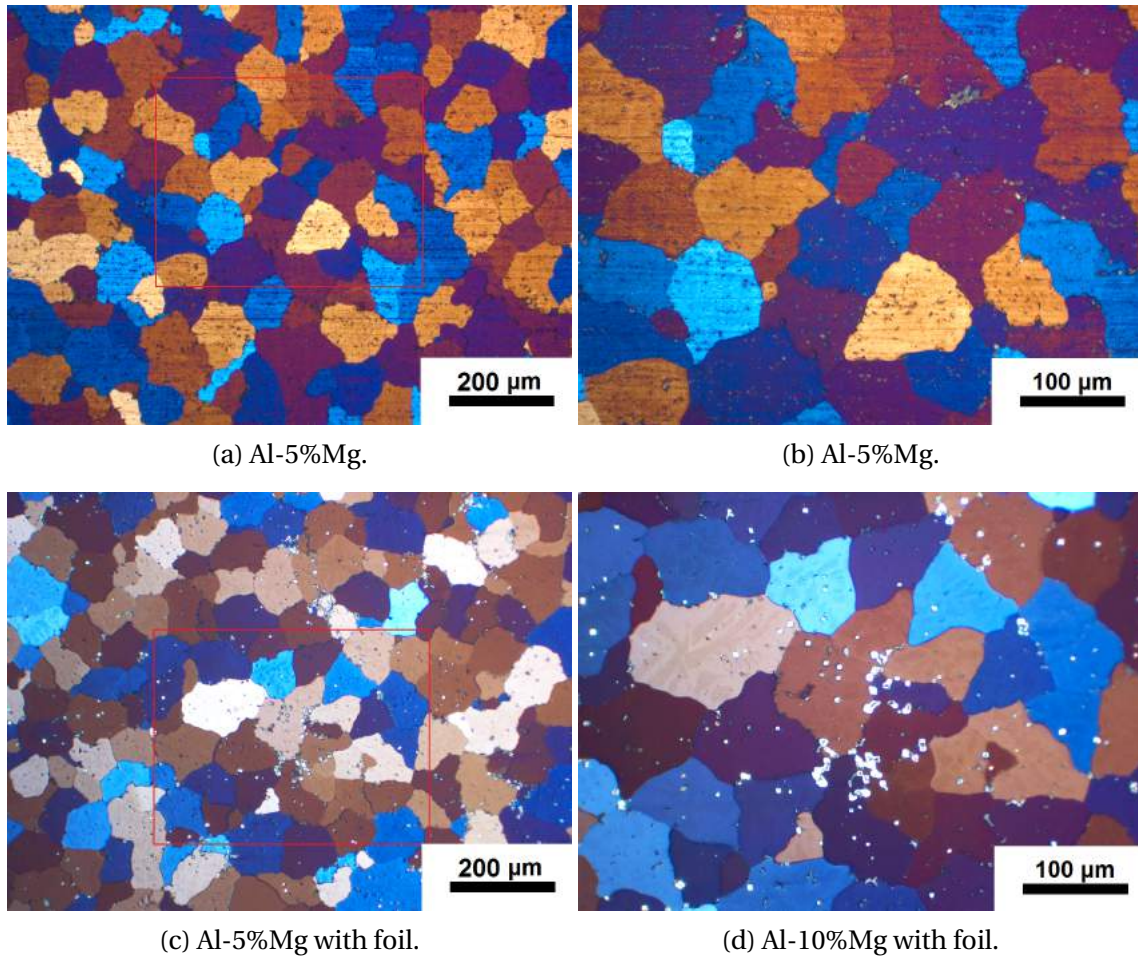 200 µm
100 µm
(a) Al-5%Mg.
(b) Al-5%Mg.
200 µm
100 µm
(c) Al-5%Mg with foil.
(d) Al-10%Mg with foil.